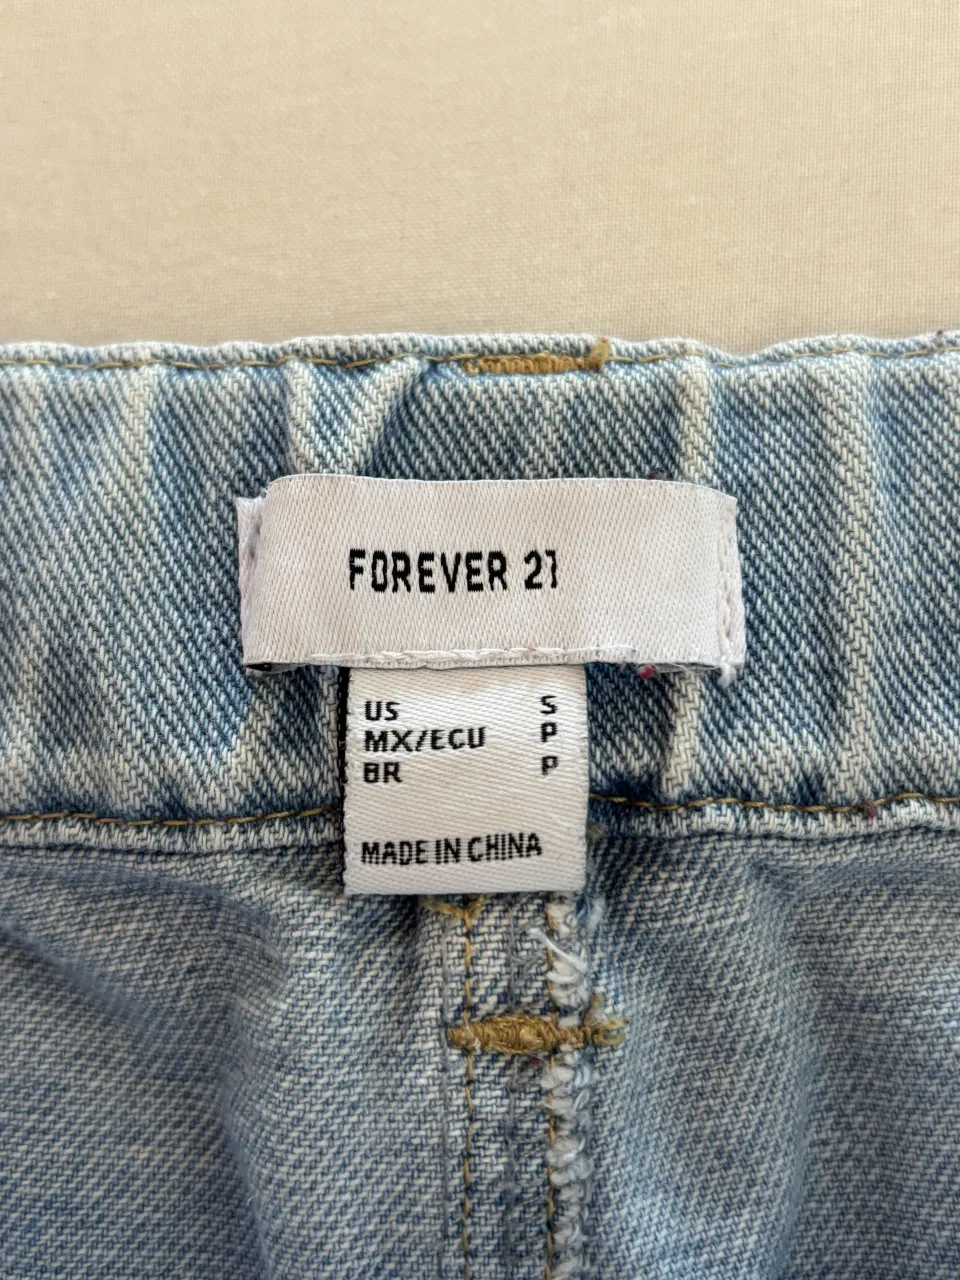 FOREVER 21
US S
MX/ECU P
BR P
MADE IN CHINA